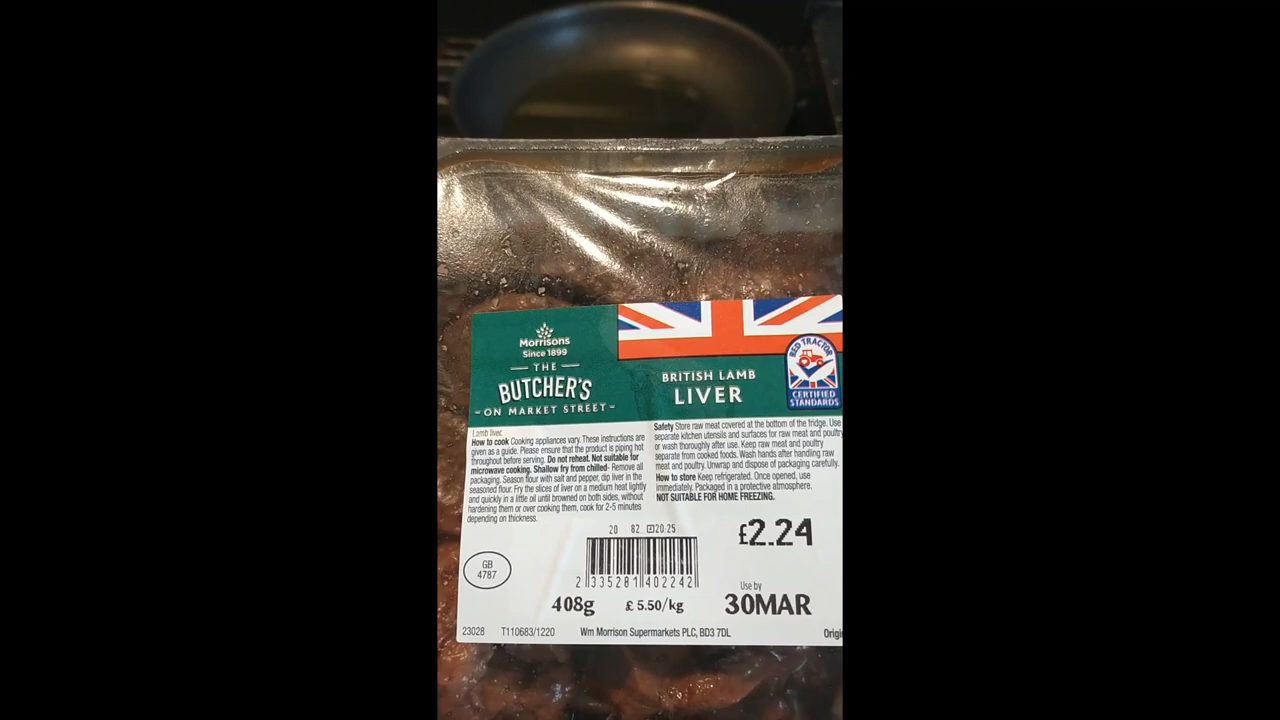 Morrisons
Since 1899
THE
BUTCHER'S
- ON MARKET STREET -
BRITISH LAMB
LIVER
RED TRACTOR
CERTIFIED
STANDARDS
Lamb liver.
How to cook Cooking appliances vary. These instructions are
given as a guide. Please ensure that the product is piping hot
throughout before serving. Do not reheat. Not suitable for
microwave cooking. Shallow fry from chilled- Remove all
packaging. Season flour with salt and pepper, dip liver in the
seasoned flour. Fry the slices of liver on a medium heat lightly
and quickly in a little oil until browned on both sides, without
hardening them or over cooking them, cook for 2-5 minutes
depending on thickness.
Safety Store raw meat covered at the bottom of the fridge. Use
separate kitchen utensils and surfaces for raw meat and poultry
or wash thoroughly after use. Keep raw meat and poultry
separate from cooked foods. Wash hands after handling raw
meat and poultry. Unwrap and dispose of packaging carefully.
How to store Keep refrigerated. Once opened, use
immediately. Packaged in a protective atmosphere.
NOT SUITABLE FOR HOME FREEZING.
20 82 20.25
£2.24
GB
4787
2 335281 402242
Use by
408g £ 5.50/kg 30MAR
23028 T110683/1220 Wm Morrison Supermarkets PLC, BD3 7DL